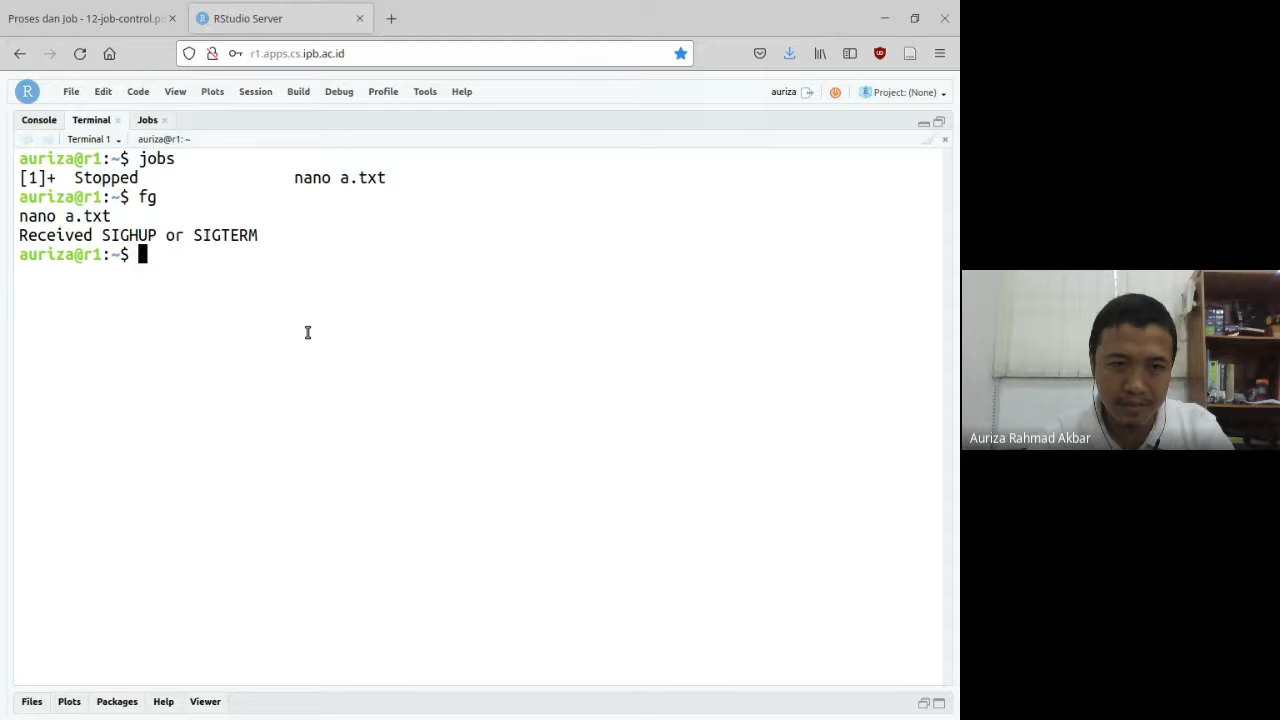 Proses dan Job - 12-job-control.pd
RStudio Server
r1.apps.cs.ipb.ac.id
File Edit Code View Plots Session Build Debug Profile Tools Help
auriza
Project: (None)
Console Terminal Jobs
Terminal 1 auriza@r1: ~
auriza@r1:~$ jobs
[1]+ Stopped nano a.txt
auriza@r1:~$ fg
nano a.txt
Received SIGHUP or SIGTERM
auriza@r1:~$
Auriza Rahmad Akbar
Files Plots Packages Help Viewer